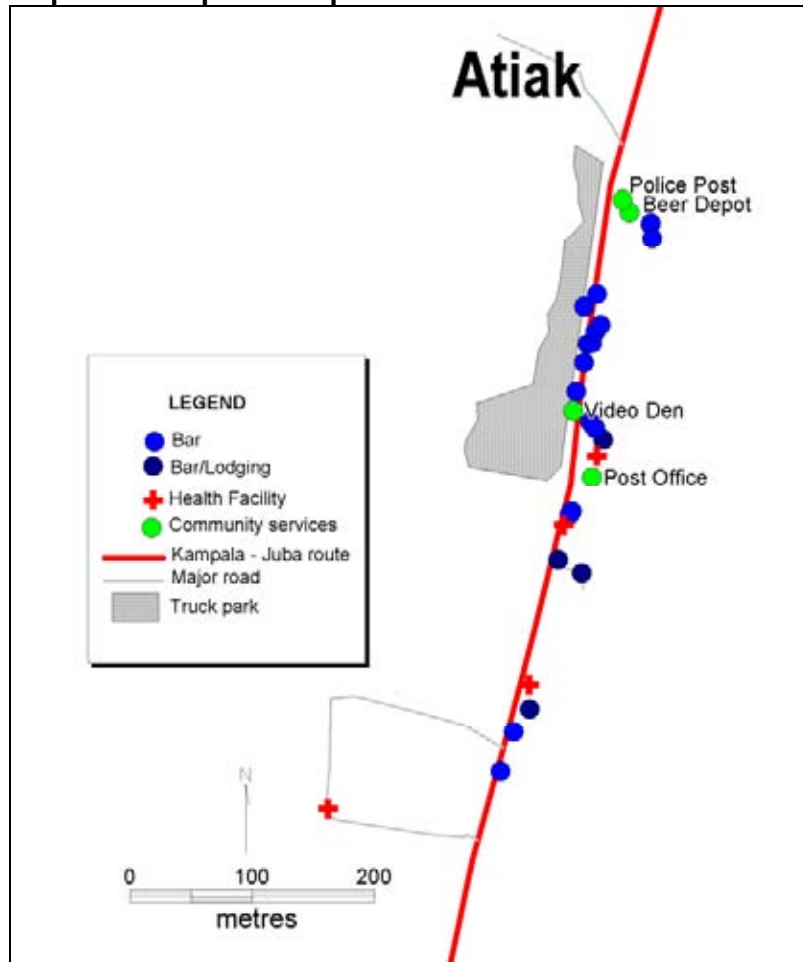 Atiak
Police Post
Beer Depot
Video Den
Post Office
LEGEND
Bar
Bar/Lodging
Health Facility
Community services
Kampala - Juba route
Major road
Truck park
N
0 100 200
metres